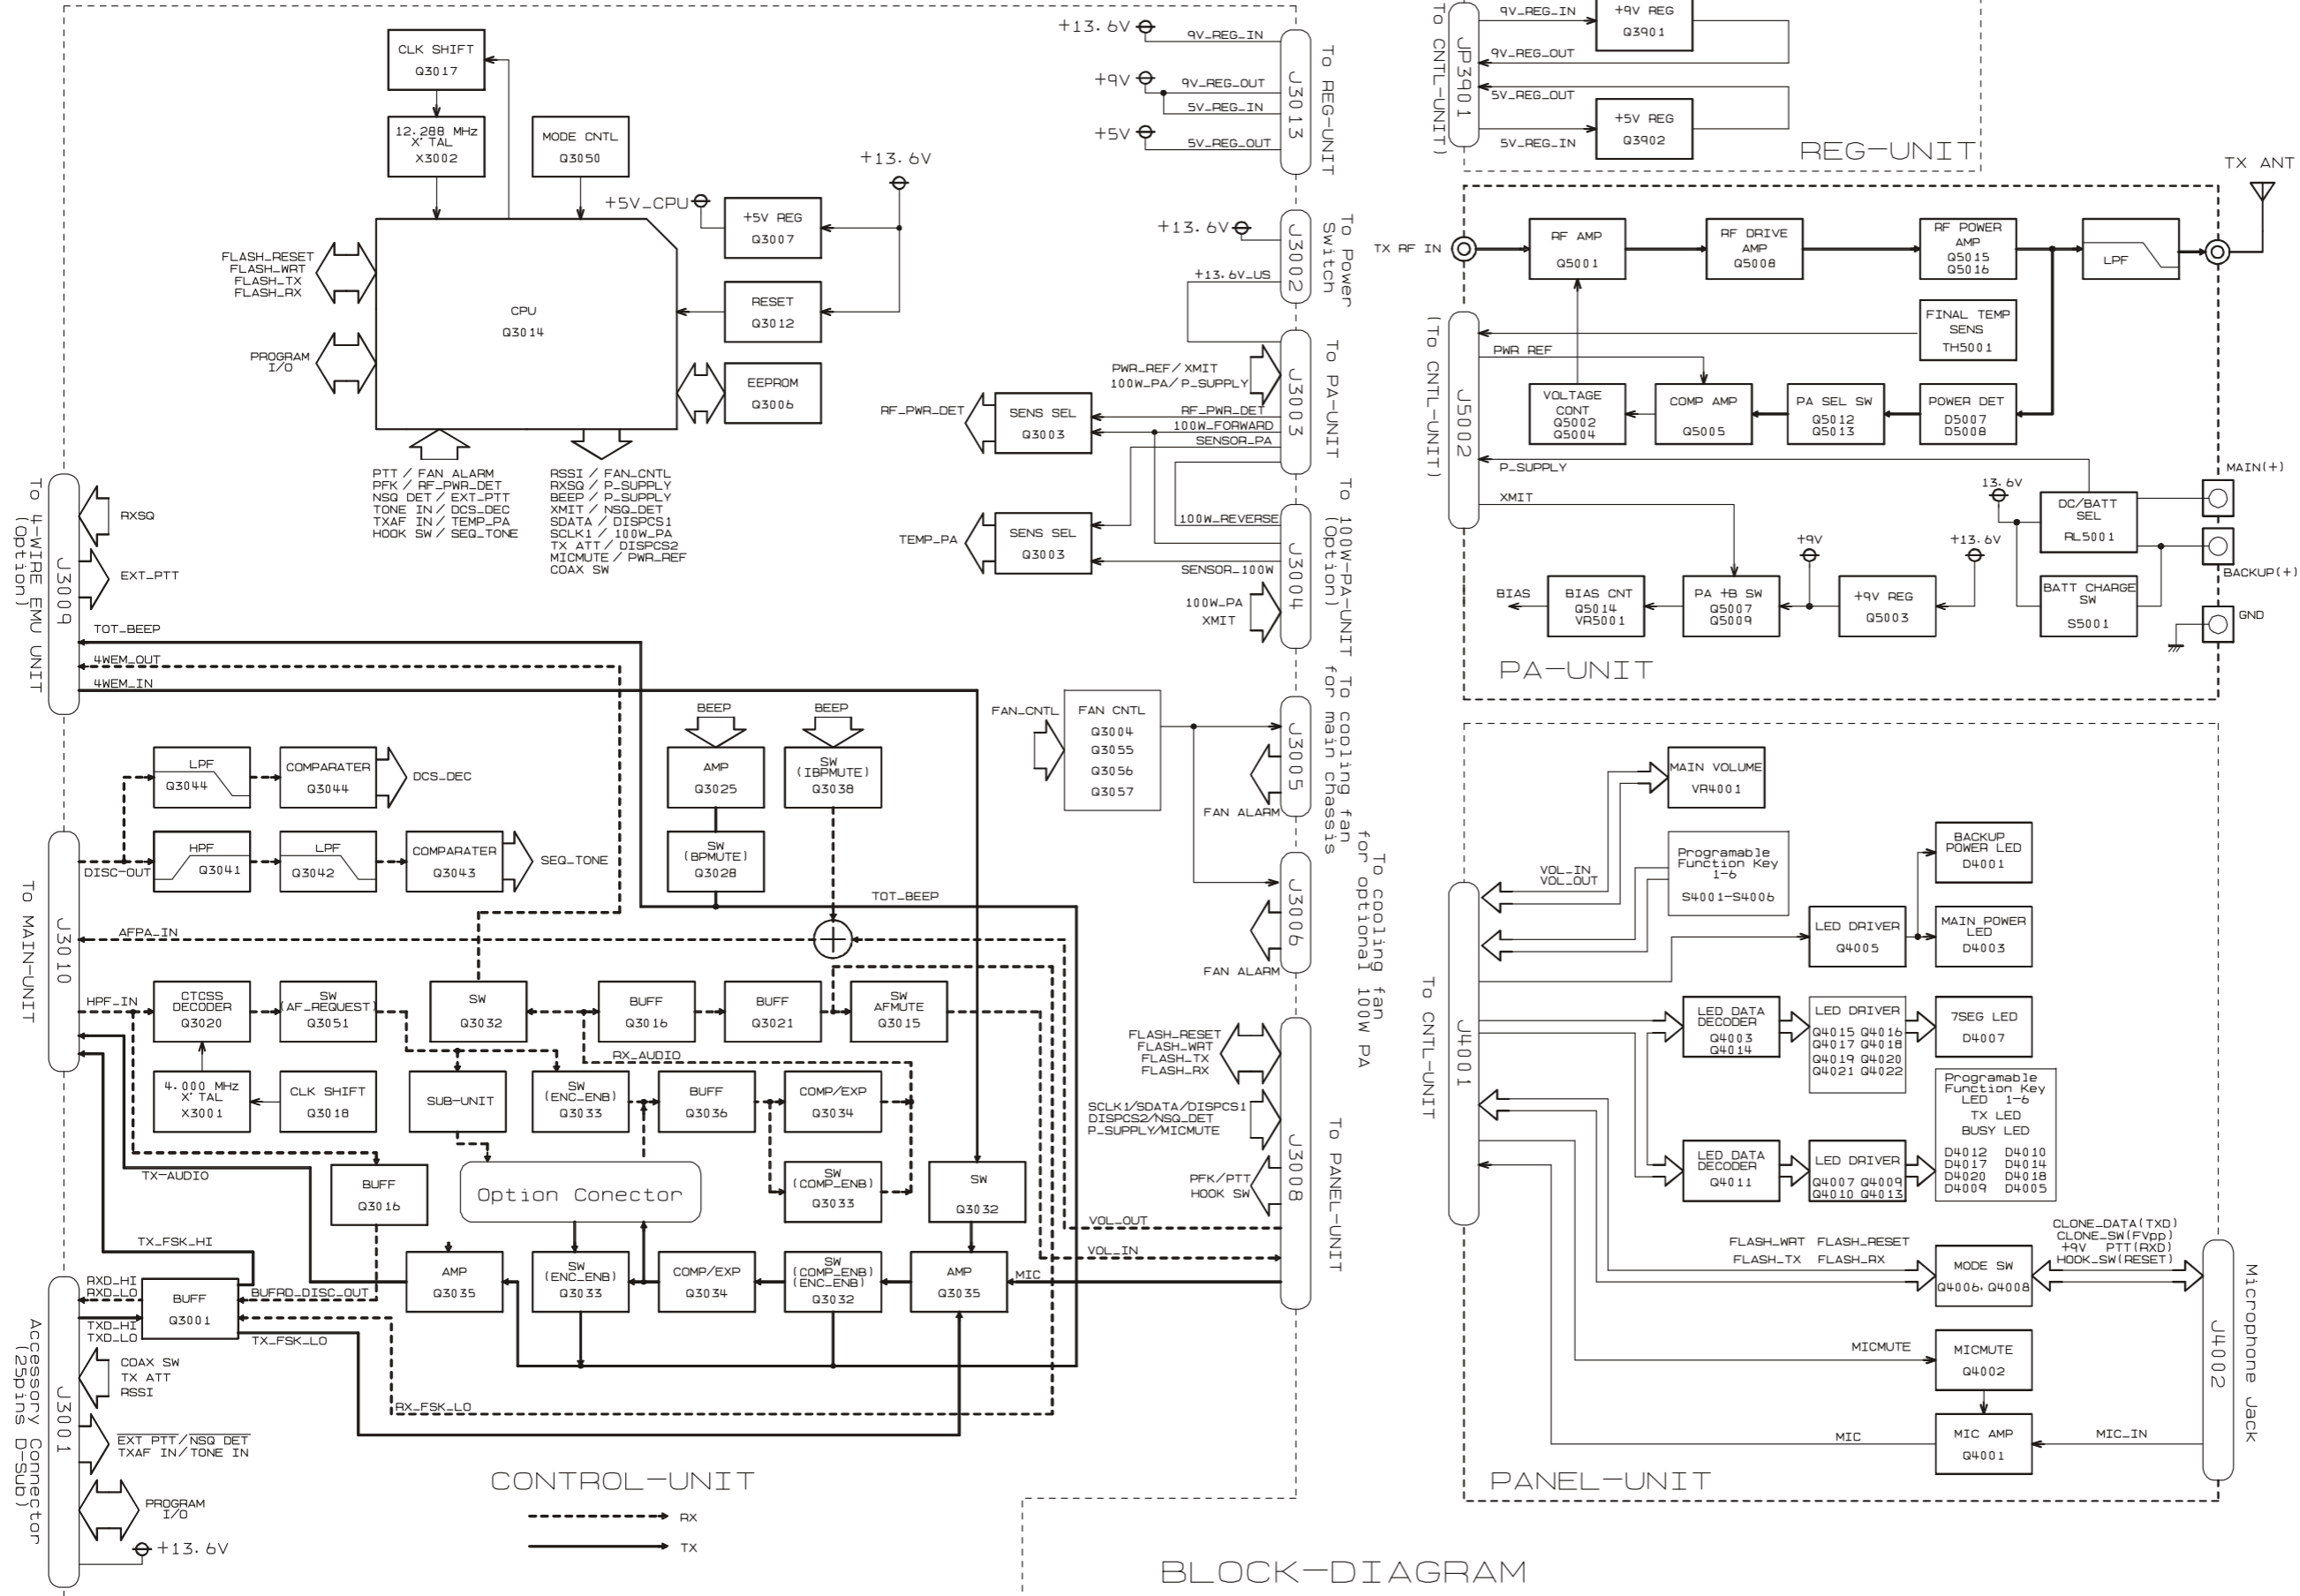 CLK SHIFT
Q3017
12.288 MHz
X'TAL
X3002
MODE CNTL
Q3050
+5V_CPU
+13.6V
+5V REG
Q3007
RESET
Q3012
CPU
Q3014
EEPROM
Q3006
FLASH_RESET
FLASH_WRT
FLASH_TX
FLASH_RX
PROGRAM
I/O
PTT / FAN ALARM
PFK / RF_PWR_DET
NSQ DET / EXT_PTT
TONE IN / DCS_DEC
TXAF IN / TEMP_PA
HOOK SW / SEQ_TONE
RSSI / FAN_CNTL
RXSQ / P_SUPPLY
BEEP / P_SUPPLY
XMIT / NSQ_DET
SDATA / DISPCS1
SCLK1 / 100W_PA
TX ATT / DISPCS2
MICMUTE / PWR_REF
COAX SW
+13.6V
9V_REG_IN
+9V
9V_REG_OUT
5V_REG_IN
+5V
5V_REG_OUT
J3013
To REG-UNIT
+13.6V
+13.6V_US
J3002
To Power
Switch
PWR_REF/XMIT
100W_PA/P_SUPPLY
RF_PWR_DET
100W_FORWARD
SENSOR_PA
J3003
To PA-UNIT
RF_PWR_DET
SENS SEL
Q3003
TEMP_PA
SENS SEL
Q3003
100W_REVERSE
SENSOR_100W
100W_PA
XMIT
J3004
To 100W-PA-UNIT
(Option)
FAN_CNTL
FAN CNTL
Q3004
Q3055
Q3056
Q3057
J3005
FAN ALARM
To cooling fan
for main chassis
J3006
FAN ALARM
To cooling fan
for optional 100W PA
To 4-WIRE EMU UNIT
(Option)
J3009
RXSQ
EXT_PTT
TOT_BEEP
4WEM_OUT
4WEM_IN
LPF
Q3044
COMPARATER
Q3044
DCS_DEC
HPF
Q3041
LPF
Q3042
COMPARATER
Q3043
SEQ_TONE
DISC-OUT
BEEP
AMP
Q3025
SW
(BPMUTE)
Q3028
BEEP
SW
(IBPMUTE)
Q3038
TOT_BEEP
To MAIN-UNIT
J3010
AFPA_IN
HPF_IN
CTCSS
DECODER
Q3020
SW
(AF_REQUEST)
Q3051
SW
Q3032
BUFF
Q3016
BUFF
Q3021
SW
AFMUTE
Q3015
RX_AUDIO
4.000 MHz
X'TAL
X3001
CLK SHIFT
Q3018
SUB-UNIT
SW
(ENC_ENB)
Q3033
BUFF
Q3036
COMP/EXP
Q3034
TX-AUDIO
BUFF
Q3016
Option Conector
SW
(COMP_ENB)
Q3033
SW
Q3032
TX_FSK_HI
AMP
Q3035
SW
(ENC_ENB)
Q3033
COMP/EXP
Q3034
SW
(COMP_ENB)
(ENC_ENB)
Q3032
AMP
Q3035
MIC
VOL_OUT
VOL_IN
FLASH_RESET
FLASH_WRT
FLASH_TX
FLASH_RX
SCLK1/SDATA/DISPCS1
DISPCS2/NSQ_DET
P_SUPPLY/MICMUTE
PFK/PTT
HOOK SW
J3008
To PANEL-UNIT
RXD_HI
RXD_LO
BUFF
Q3001
BUFRD_DISC_OUT
TXD_HI
TXD_LO
TX_FSK_LO
RX_FSK_LO
Accessory Connector
(25pins D-Sub)
J3001
COAX SW
TX ATT
RSSI
EXT PTT/NSQ DET
TXAF IN/TONE IN
PROGRAM
I/O
+13.6V
CONTROL-UNIT
RX
TX
To CNTL-UNIT)
JP3901
9V_REG_IN
+9V REG
Q3901
9V_REG_OUT
5V_REG_OUT
+5V REG
Q3902
5V_REG_IN
REG-UNIT
TX ANT
TX RF IN
RF AMP
Q5001
RF DRIVE
AMP
Q5008
RF POWER
AMP
Q5015
Q5016
LPF
FINAL TEMP
SENS
TH5001
(To CNTL-UNIT)
J5002
PWR REF
VOLTAGE
CONT
Q5002
Q5004
COMP AMP
Q5005
PA SEL SW
Q5012
Q5013
POWER DET
D5007
D5008
P_SUPPLY
XMIT
BIAS
BIAS CNT
Q5014
VR5001
PA +B SW
Q5007
Q5009
+9V
+9V REG
Q5003
+13.6V
13.6V
DC/BATT
SEL
RL5001
BATT CHARGE
SW
S5001
MAIN(+)
BACKUP(+)
GND
PA-UNIT
MAIN VOLUME
VR4001
VOL_IN
VOL_OUT
Programable
Function Key
1-6
S4001-S4006
LED DRIVER
Q4005
BACKUP
POWER LED
D4001
MAIN POWER
LED
D4003
To CNTL-UNIT
J4001
LED DATA
DECODER
Q4003
Q4014
LED DRIVER
Q4015 Q4016
Q4017 Q4018
Q4019 Q4020
Q4021 Q4022
7SEG LED
D4007
LED DATA
DECODER
Q4011
LED DRIVER
Q4007 Q4009
Q4010 Q4013
Programable
Function Key
LED 1-6
TX LED
BUSY LED
D4012 D4010
D4017 D4014
D4020 D4018
D4009 D4005
FLASH_WRT FLASH_RESET
FLASH_TX FLASH_RX
MODE SW
Q4006, Q4008
CLONE_DATA(TXD)
CLONE_SW(FVpp)
+9V PTT(RXD)
HOOK_SW(RESET)
MICMUTE
MICMUTE
Q4002
MIC
MIC AMP
Q4001
MIC_IN
J4002
Microphone Jack
PANEL-UNIT
BLOCK-DIAGRAM